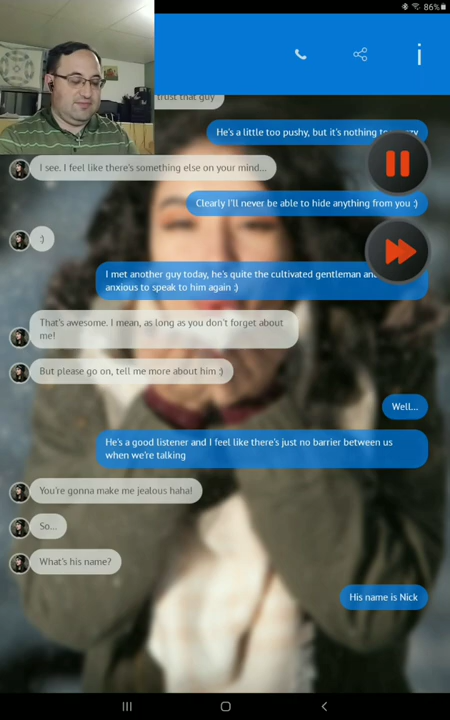 86%
i
trust that guy
He's a little too pushy, but it's nothing to
I see. I feel like there's something else on your mind...
Clearly I'll never be able to hide anything from you :)
:)
I met another guy today, he's quite the cultivated gentleman and
anxious to speak to him again :)
That's awesome. I mean, as long as you don't forget about
me!
But please go on, tell me more about him :)
Well...
He's a good listener and I feel like there's just no barrier between us
when we're talking
You're gonna make me jealous haha!
So...
What's his name?
His name is Nick